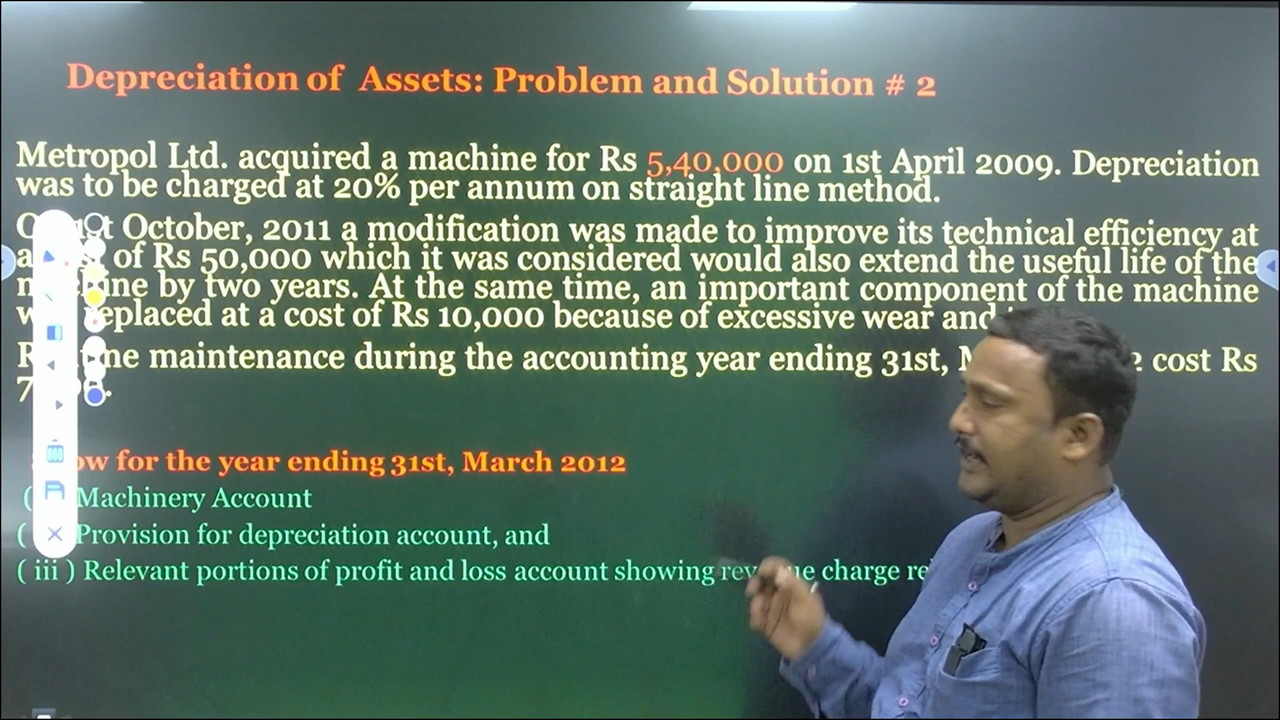 Depreciation of Assets: Problem and Solution # 2
Metropol Ltd. acquired a machine for Rs 5,40,000 on 1st April 2009. Depreciation
was to be charged at 20% per annum on straight line method.
October, 2011 a modification was made to improve its technical efficiency at
of Rs 50,000 which it was considered would also extend the useful life of the
by two years. At the same time, an important component of the machine
replaced at a cost of Rs 10,000 because of excessive wear and
maintenance during the accounting year ending 31st, cost Rs
for the year ending 31st, March 2012
Machinery Account
Provision for depreciation account, and
( iii ) Relevant portions of profit and loss account showing charge